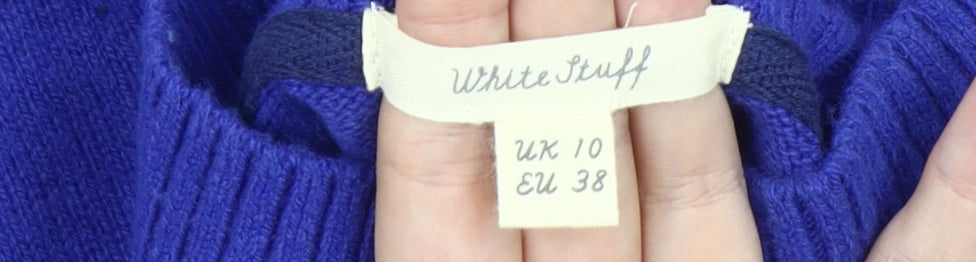 White Stuff
UK 10
EU 38